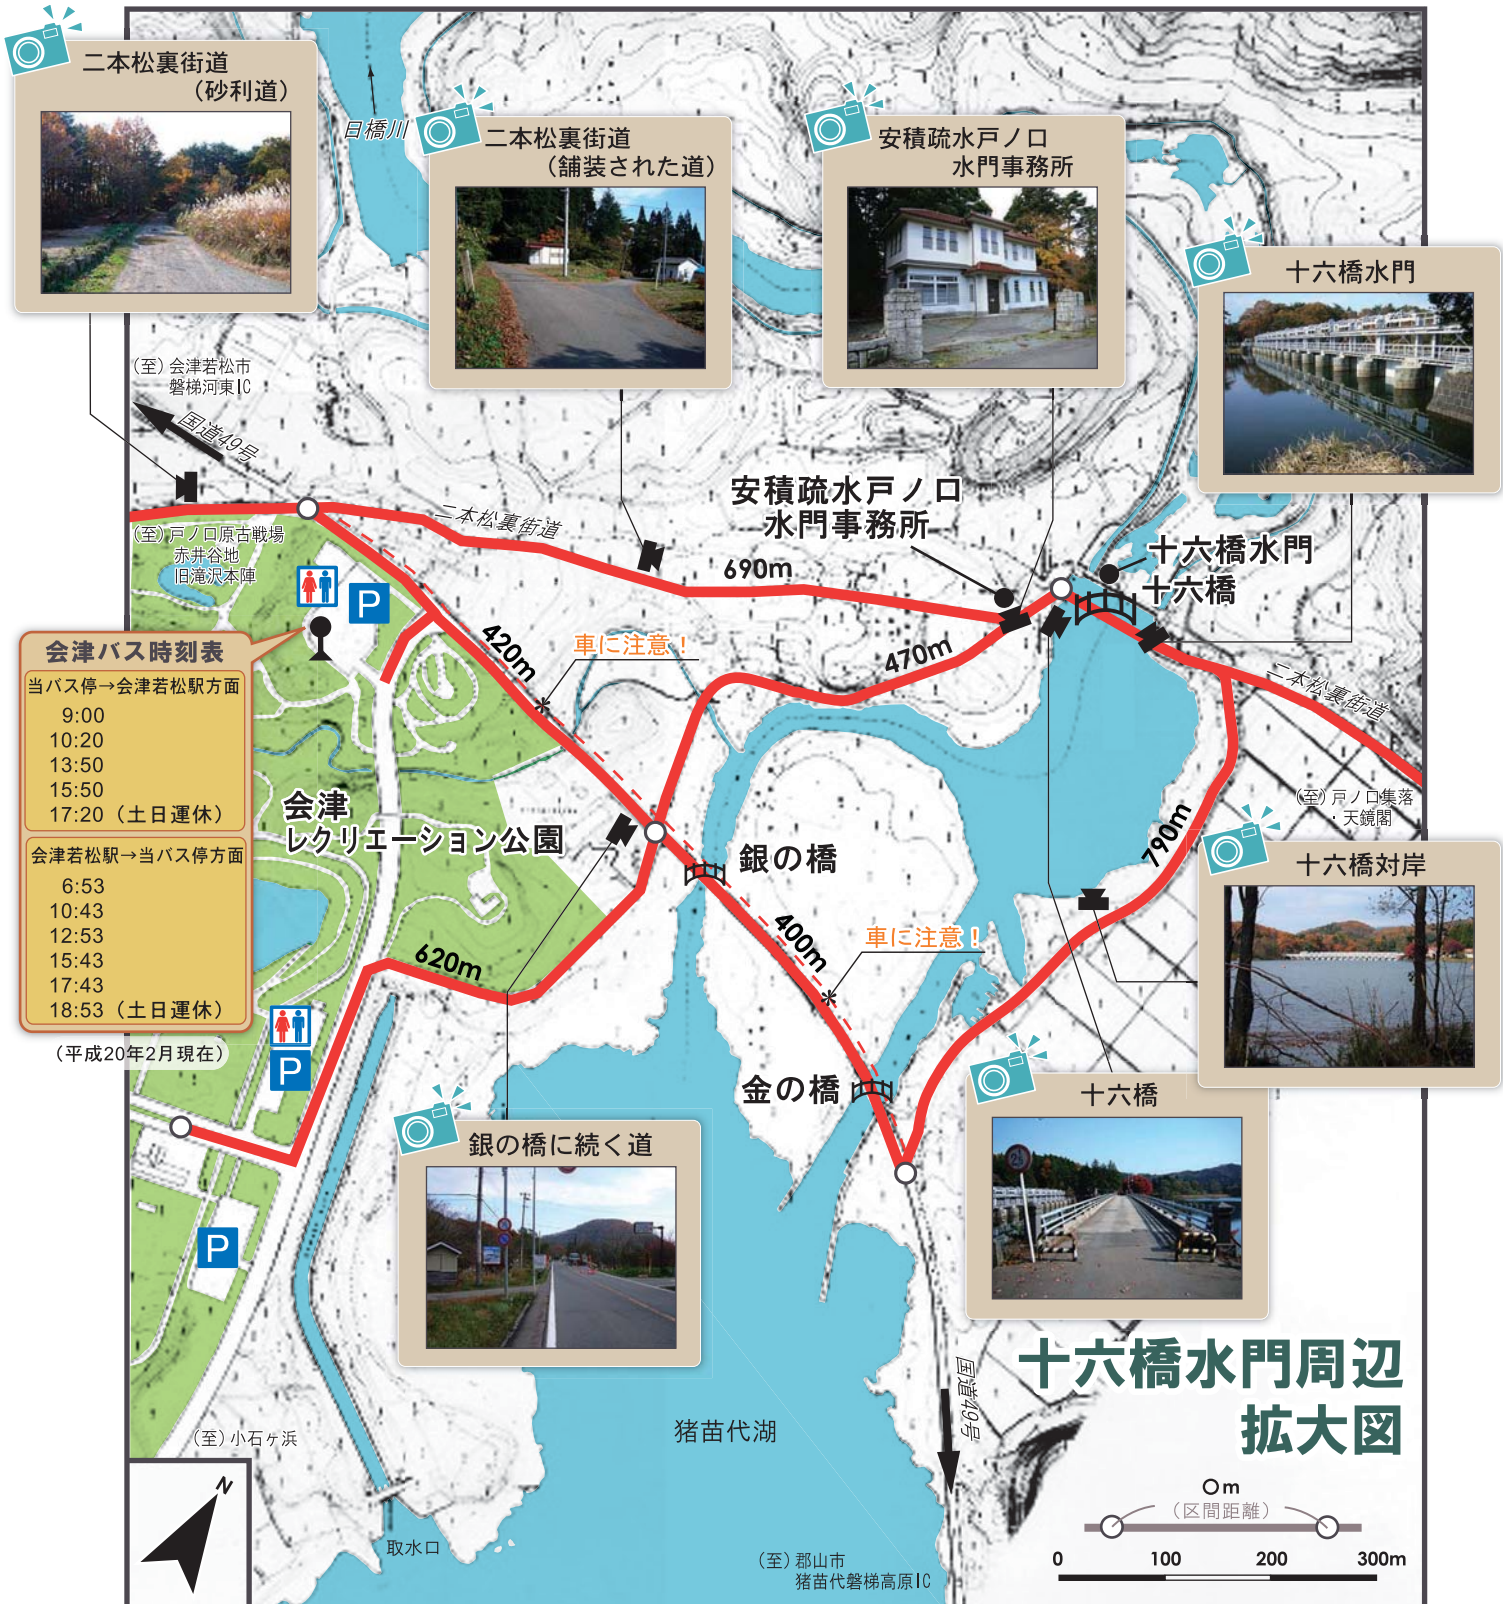 二本松裏街道
（砂利道）
日橋川
二本松裏街道
（舗装された道）
安積疏水戸ノ口
水門事務所
十六橋水門
（至）会津若松市
磐梯河東IC
国道49号
二本松裏街道
安積疏水戸ノ口
水門事務所
690m
十六橋水門
十六橋
（至）戸ノ口原古戦場
赤井谷地
旧滝沢本陣
P
420m
車に注意！
470m
二本松裏街道
会津バス時刻表
当バス停→会津若松駅方面
9:00
10:20
13:50
15:50
17:20（土日運休）
会津若松駅→当バス停方面
6:53
10:43
12:53
15:43
17:43
18:53（土日運休）
（平成20年2月現在）
会津
レクリエーション公園
銀の橋
790m
（至）戸ノ口集落
・天鏡閣
十六橋対岸
400m
車に注意！
620m
P
金の橋
十六橋
銀の橋に続く道
P
国道49号
十六橋水門周辺
拡大図
猪苗代湖
（至）小石ヶ浜
N
取水口
（至）郡山市
猪苗代磐梯高原IC
○m
（区間距離）
0 100 200 300m